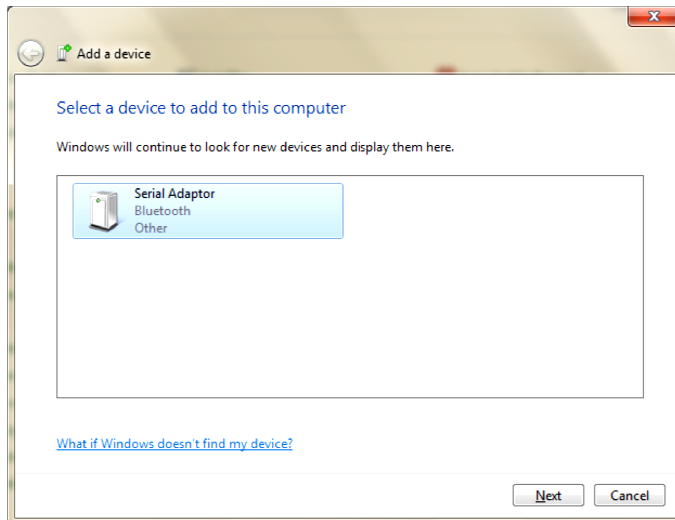 Add a device
Select a device to add to this computer
Windows will continue to look for new devices and display them here.
Serial Adaptor
Bluetooth
Other
What if Windows doesn't find my device?
Next
Cancel